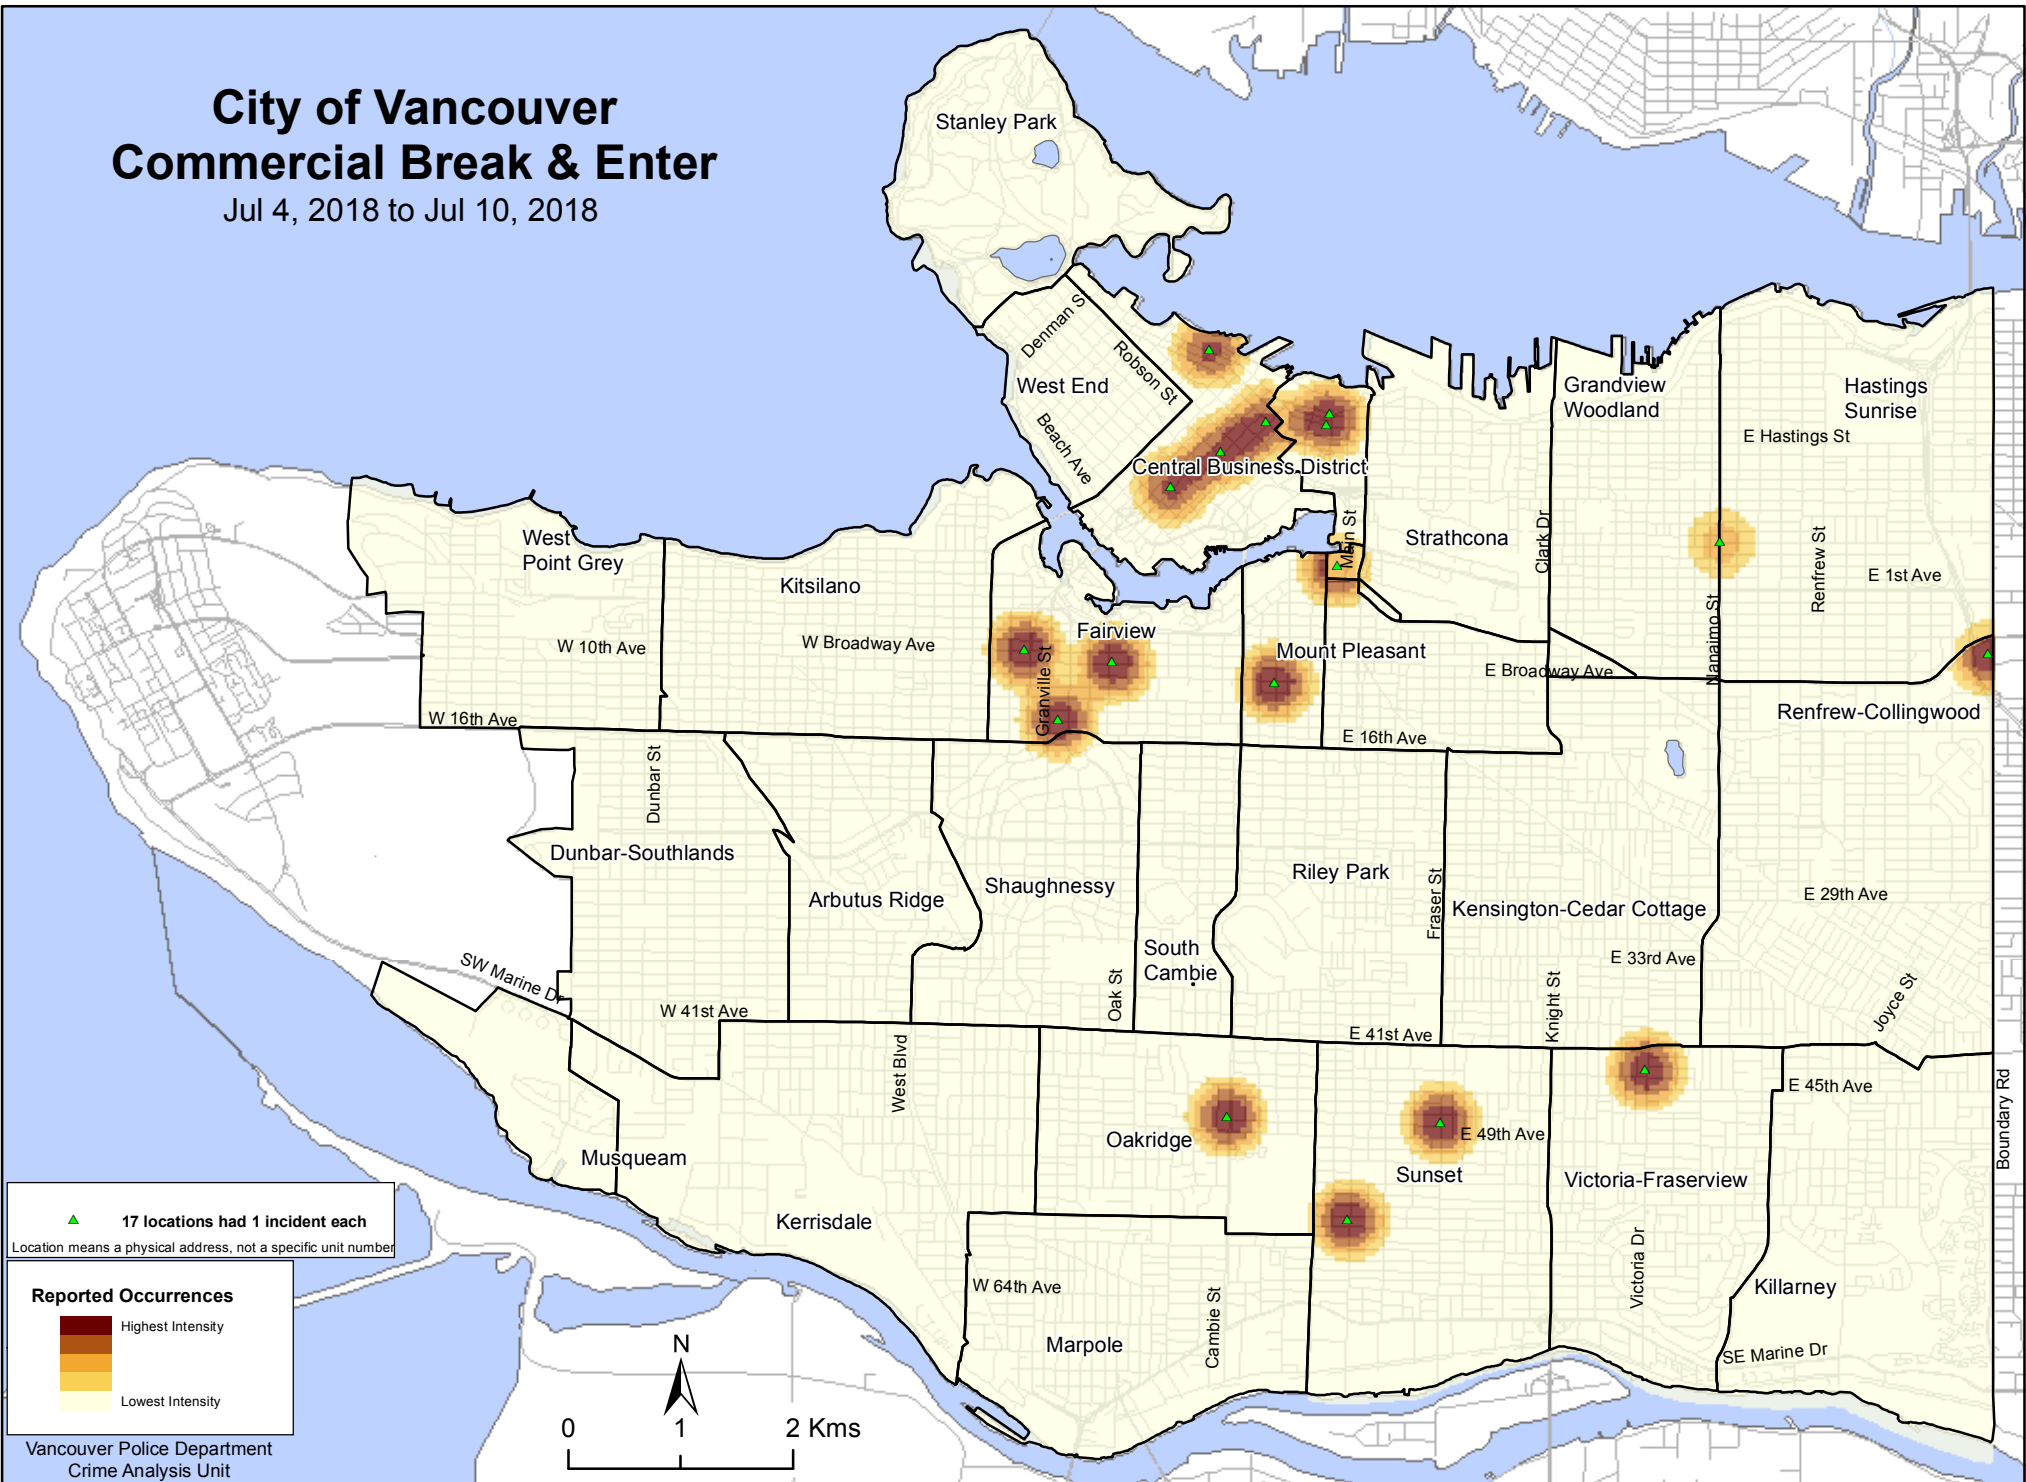 City of Vancouver
Commercial Break & Enter
Jul 4, 2018 to Jul 10, 2018
Stanley Park
Denman S
Robson St
West End
Beach Ave
Central Business District
Main St
Strathcona
Clark Dr
Grandview
Woodland
Hastings
Sunrise
E Hastings St
Nanaimo St
Renfrew St
E 1st Ave
West
Point Grey
Kitsilano
W 10th Ave
W Broadway Ave
Fairview
Granville St
Mount Pleasant
E Broadway Ave
Renfrew-Collingwood
W 16th Ave
E 16th Ave
Dunbar St
Dunbar-Southlands
Arbutus Ridge
Shaughnessy
Riley Park
Fraser St
Kensington-Cedar Cottage
E 29th Ave
South
Cambie
E 33rd Ave
SW Marine Dr
W 41st Ave
Oak St
E 41st Ave
Knight St
Joyce St
West Blvd
E 45th Ave
Boundary Rd
Oakridge
E 49th Ave
Sunset
Musqueam
Victoria-Fraserview
Kerrisdale
Victoria Dr
W 64th Ave
Cambie St
Killarney
Marpole
SE Marine Dr
17 locations had 1 incident each
Location means a physical address, not a specific unit number
Reported Occurrences
Highest Intensity
Lowest Intensity
Vancouver Police Department
Crime Analysis Unit
N
0 1 2 Kms